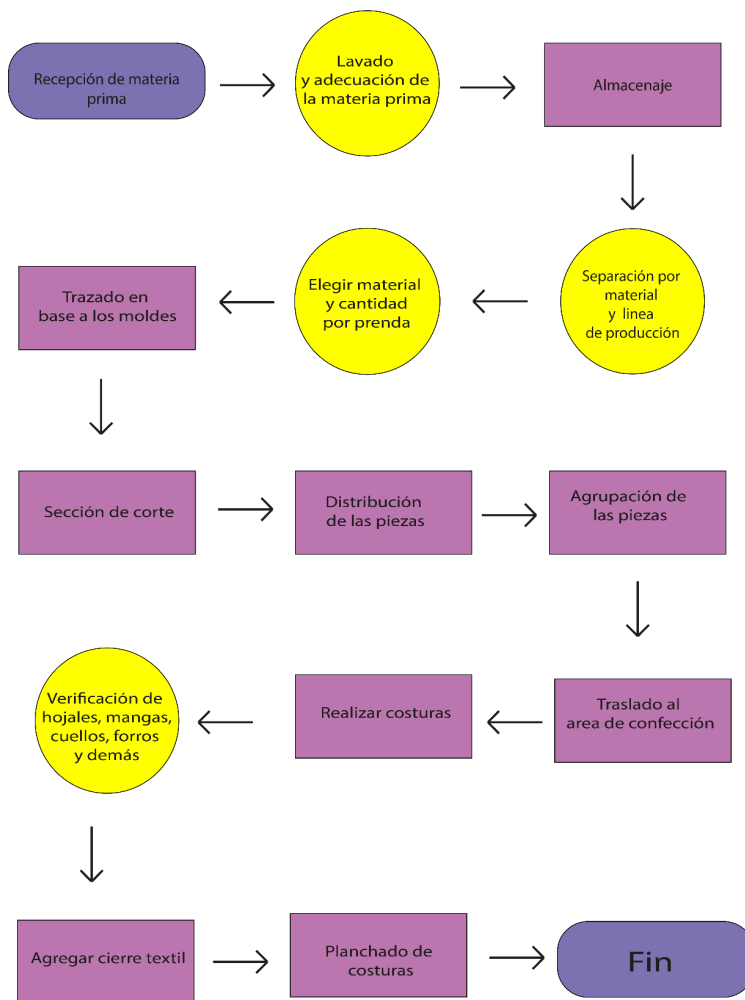 Recepción de materia
prima
Lavado
y adecuación de
la materia prima
Almacenaje
Separación por
material
y linea
de producción
Elegir material
y cantidad
por prenda
Trazado en
base a los moldes
Sección de corte
Distribución
de las piezas
Agrupación de
las piezas
Traslado al
area de confección
Realizar costuras
Verificación de
hojales, mangas,
cuellos, forros
y demás
Agregar cierre textil
Planchado de
costuras
Fin